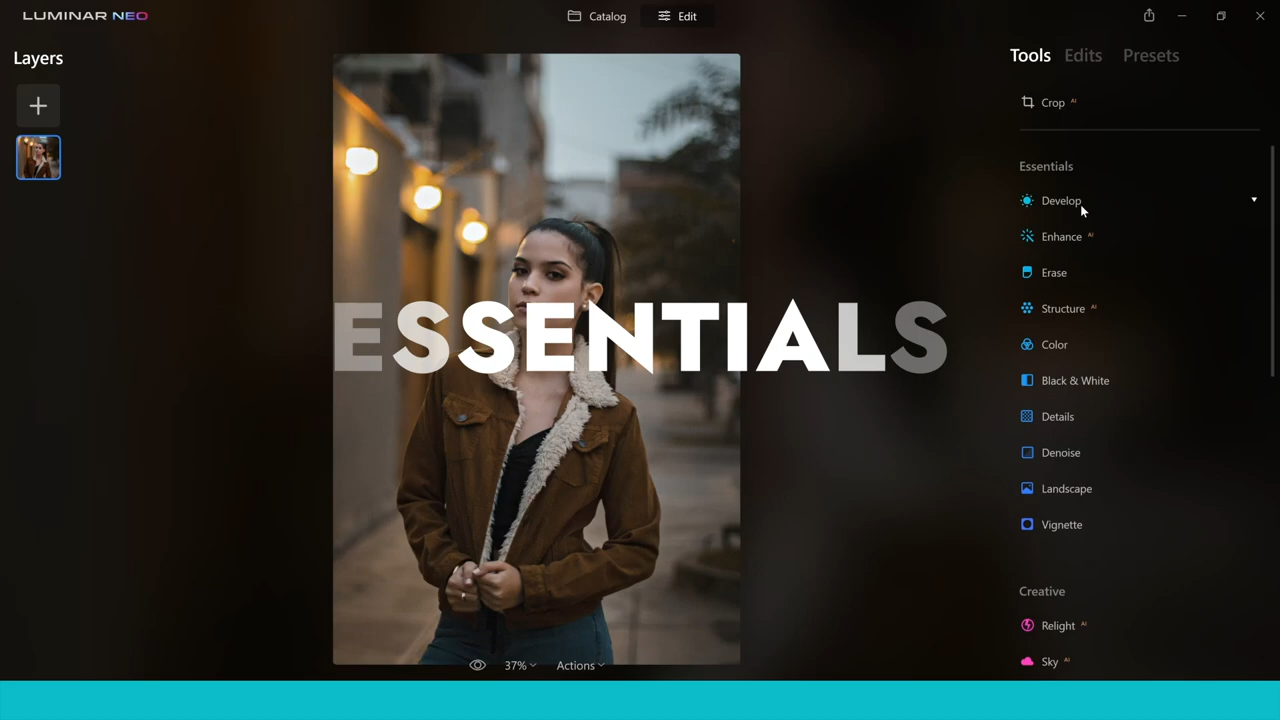 LUMINAR NEO
Catalog
Edit
Layers
Tools
Edits
Presets
Crop AI
Essentials
Develop
Enhance AI
Erase
Structure AI
Color
Black & White
Details
Denoise
Landscape
Vignette
Creative
Relight AI
Sky AI
ESSENTIALS
37%
Actions